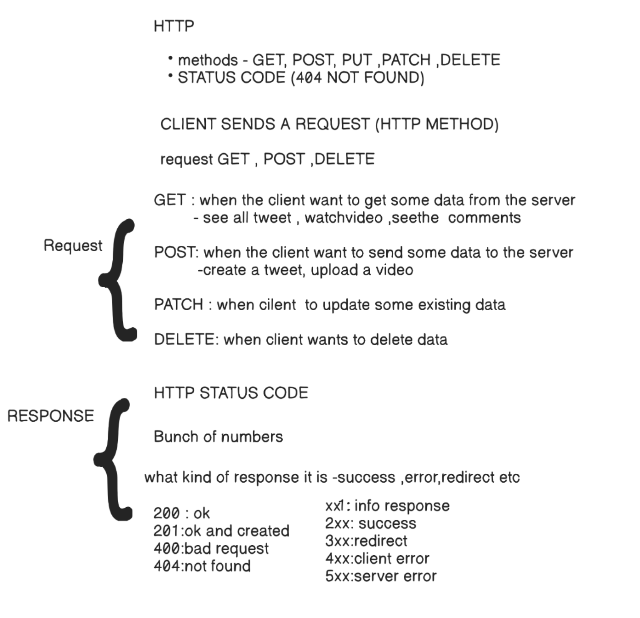 HTTP
• methods - GET, POST, PUT ,PATCH ,DELETE
• STATUS CODE (404 NOT FOUND)
CLIENT SENDS A REQUEST (HTTP METHOD)
request GET , POST ,DELETE
Request
GET : when the client want to get some data from the server
- see all tweet , watchvideo ,seethe comments
POST: when the client want to send some data to the server
-create a tweet, upload a video
PATCH : when cilent to update some existing data
DELETE: when client wants to delete data
RESPONSE
HTTP STATUS CODE
Bunch of numbers
what kind of response it is -success ,error,redirect etc
200 : ok
201:ok and created
400:bad request
404:not found
xx1: info response
2xx: success
3xx:redirect
4xx:client error
5xx:server error